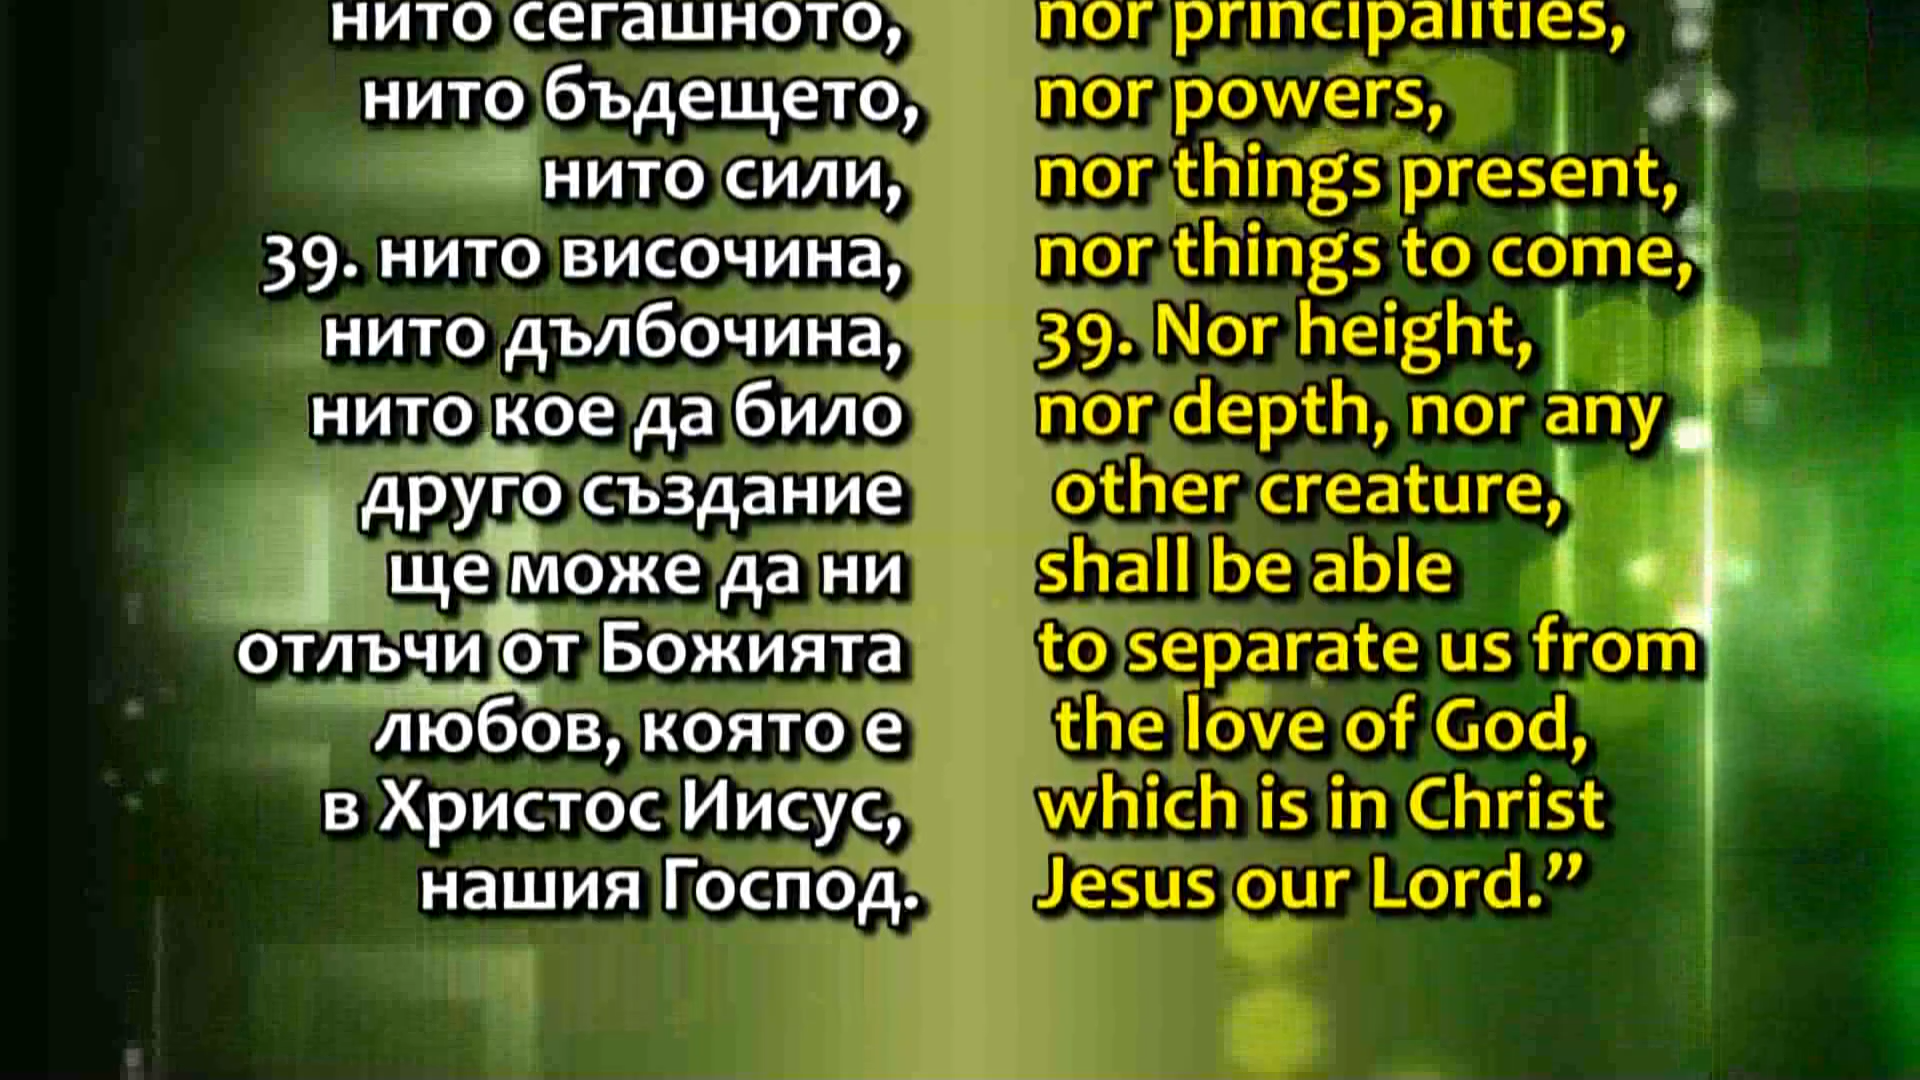 нито сегашното,
нито бъдещето,
нито сили,
39. нито височина,
нито дълбочина,
нито кое да било
друго създание
ще може да ни
отлъчи от Божията
любов, която е
в Христос Иисус,
нашия Господ.
nor principalities,
nor powers,
nor things present,
nor things to come,
39. Nor height,
nor depth, nor any
other creature,
shall be able
to separate us from
the love of God,
which is in Christ
Jesus our Lord.”